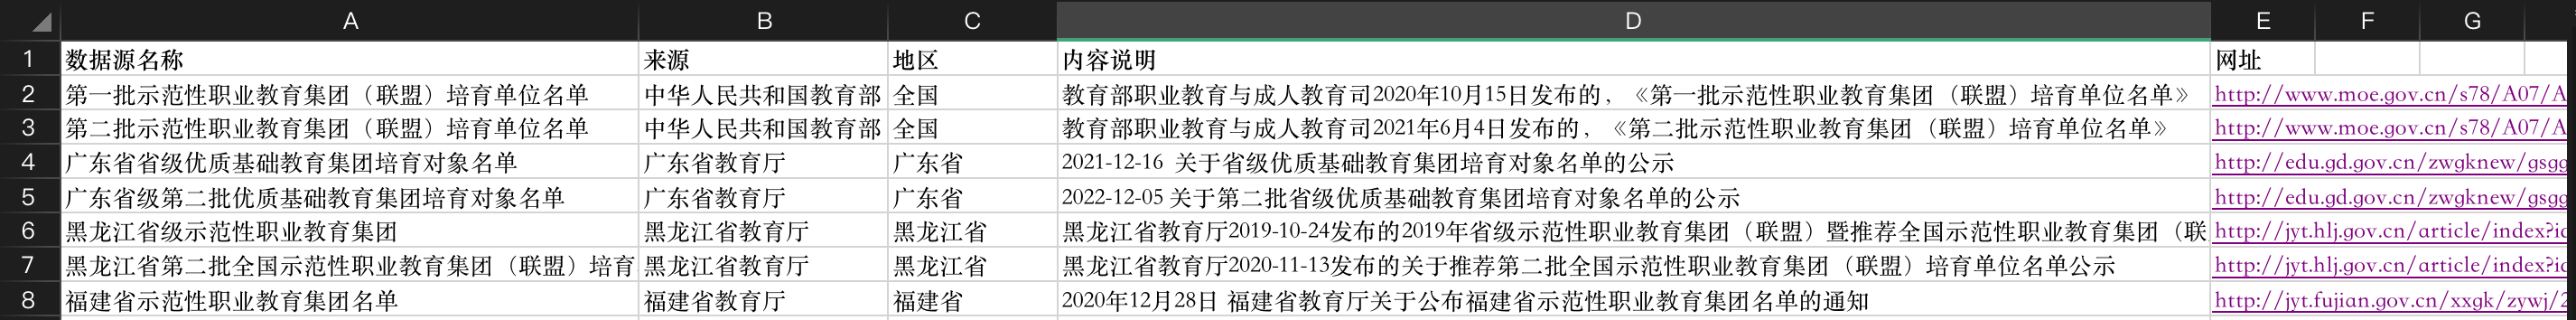 A B C D E F G
1 数据源名称 来源 地区 内容说明 网址
2 第一批示范性职业教育集团（联盟）培育单位名单 中华人民共和国教育部 全国 教育部职业教育与成人教育司2020年10月15日发布的，《第一批示范性职业教育集团（联盟）培育单位名单》 http://www.moe.gov.cn/s78/A07/A
3 第二批示范性职业教育集团（联盟）培育单位名单 中华人民共和国教育部 全国 教育部职业教育与成人教育司2021年6月4日发布的，《第二批示范性职业教育集团（联盟）培育单位名单》 http://www.moe.gov.cn/s78/A07/A
4 广东省省级优质基础教育集团培育对象名单 广东省教育厅 广东省 2021-12-16 关于省级优质基础教育集团培育对象名单的公示 http://edu.gd.gov.cn/zwgknew/gsgg
5 广东省级第二批优质基础教育集团培育对象名单 广东省教育厅 广东省 2022-12-05 关于第二批省级优质基础教育集团培育对象名单的公示 http://edu.gd.gov.cn/zwgknew/gsgg
6 黑龙江省级示范性职业教育集团 黑龙江省教育厅 黑龙江省 黑龙江省教育厅2019-10-24发布的2019年省级示范性职业教育集团（联盟）暨推荐全国示范性职业教育集团（联 http://jyt.hlj.gov.cn/article/index?id
7 黑龙江省第二批全国示范性职业教育集团（联盟）培育 黑龙江省教育厅 黑龙江省 黑龙江省教育厅2020-11-13发布的关于推荐第二批全国示范性职业教育集团（联盟）培育单位名单公示 http://jyt.hlj.gov.cn/article/index?id
8 福建省示范性职业教育集团名单 福建省教育厅 福建省 2020年12月28日 福建省教育厅关于公布福建省示范性职业教育集团名单的通知 http://jyt.fujian.gov.cn/xxgk/zywj/2